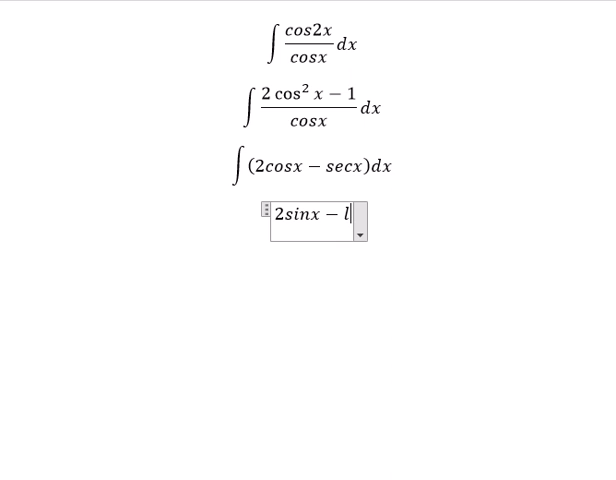 ∫ cos2x / cosx dx
∫ 2 cos² x − 1 / cosx dx
∫ (2cosx − secx)dx
2sinx − l